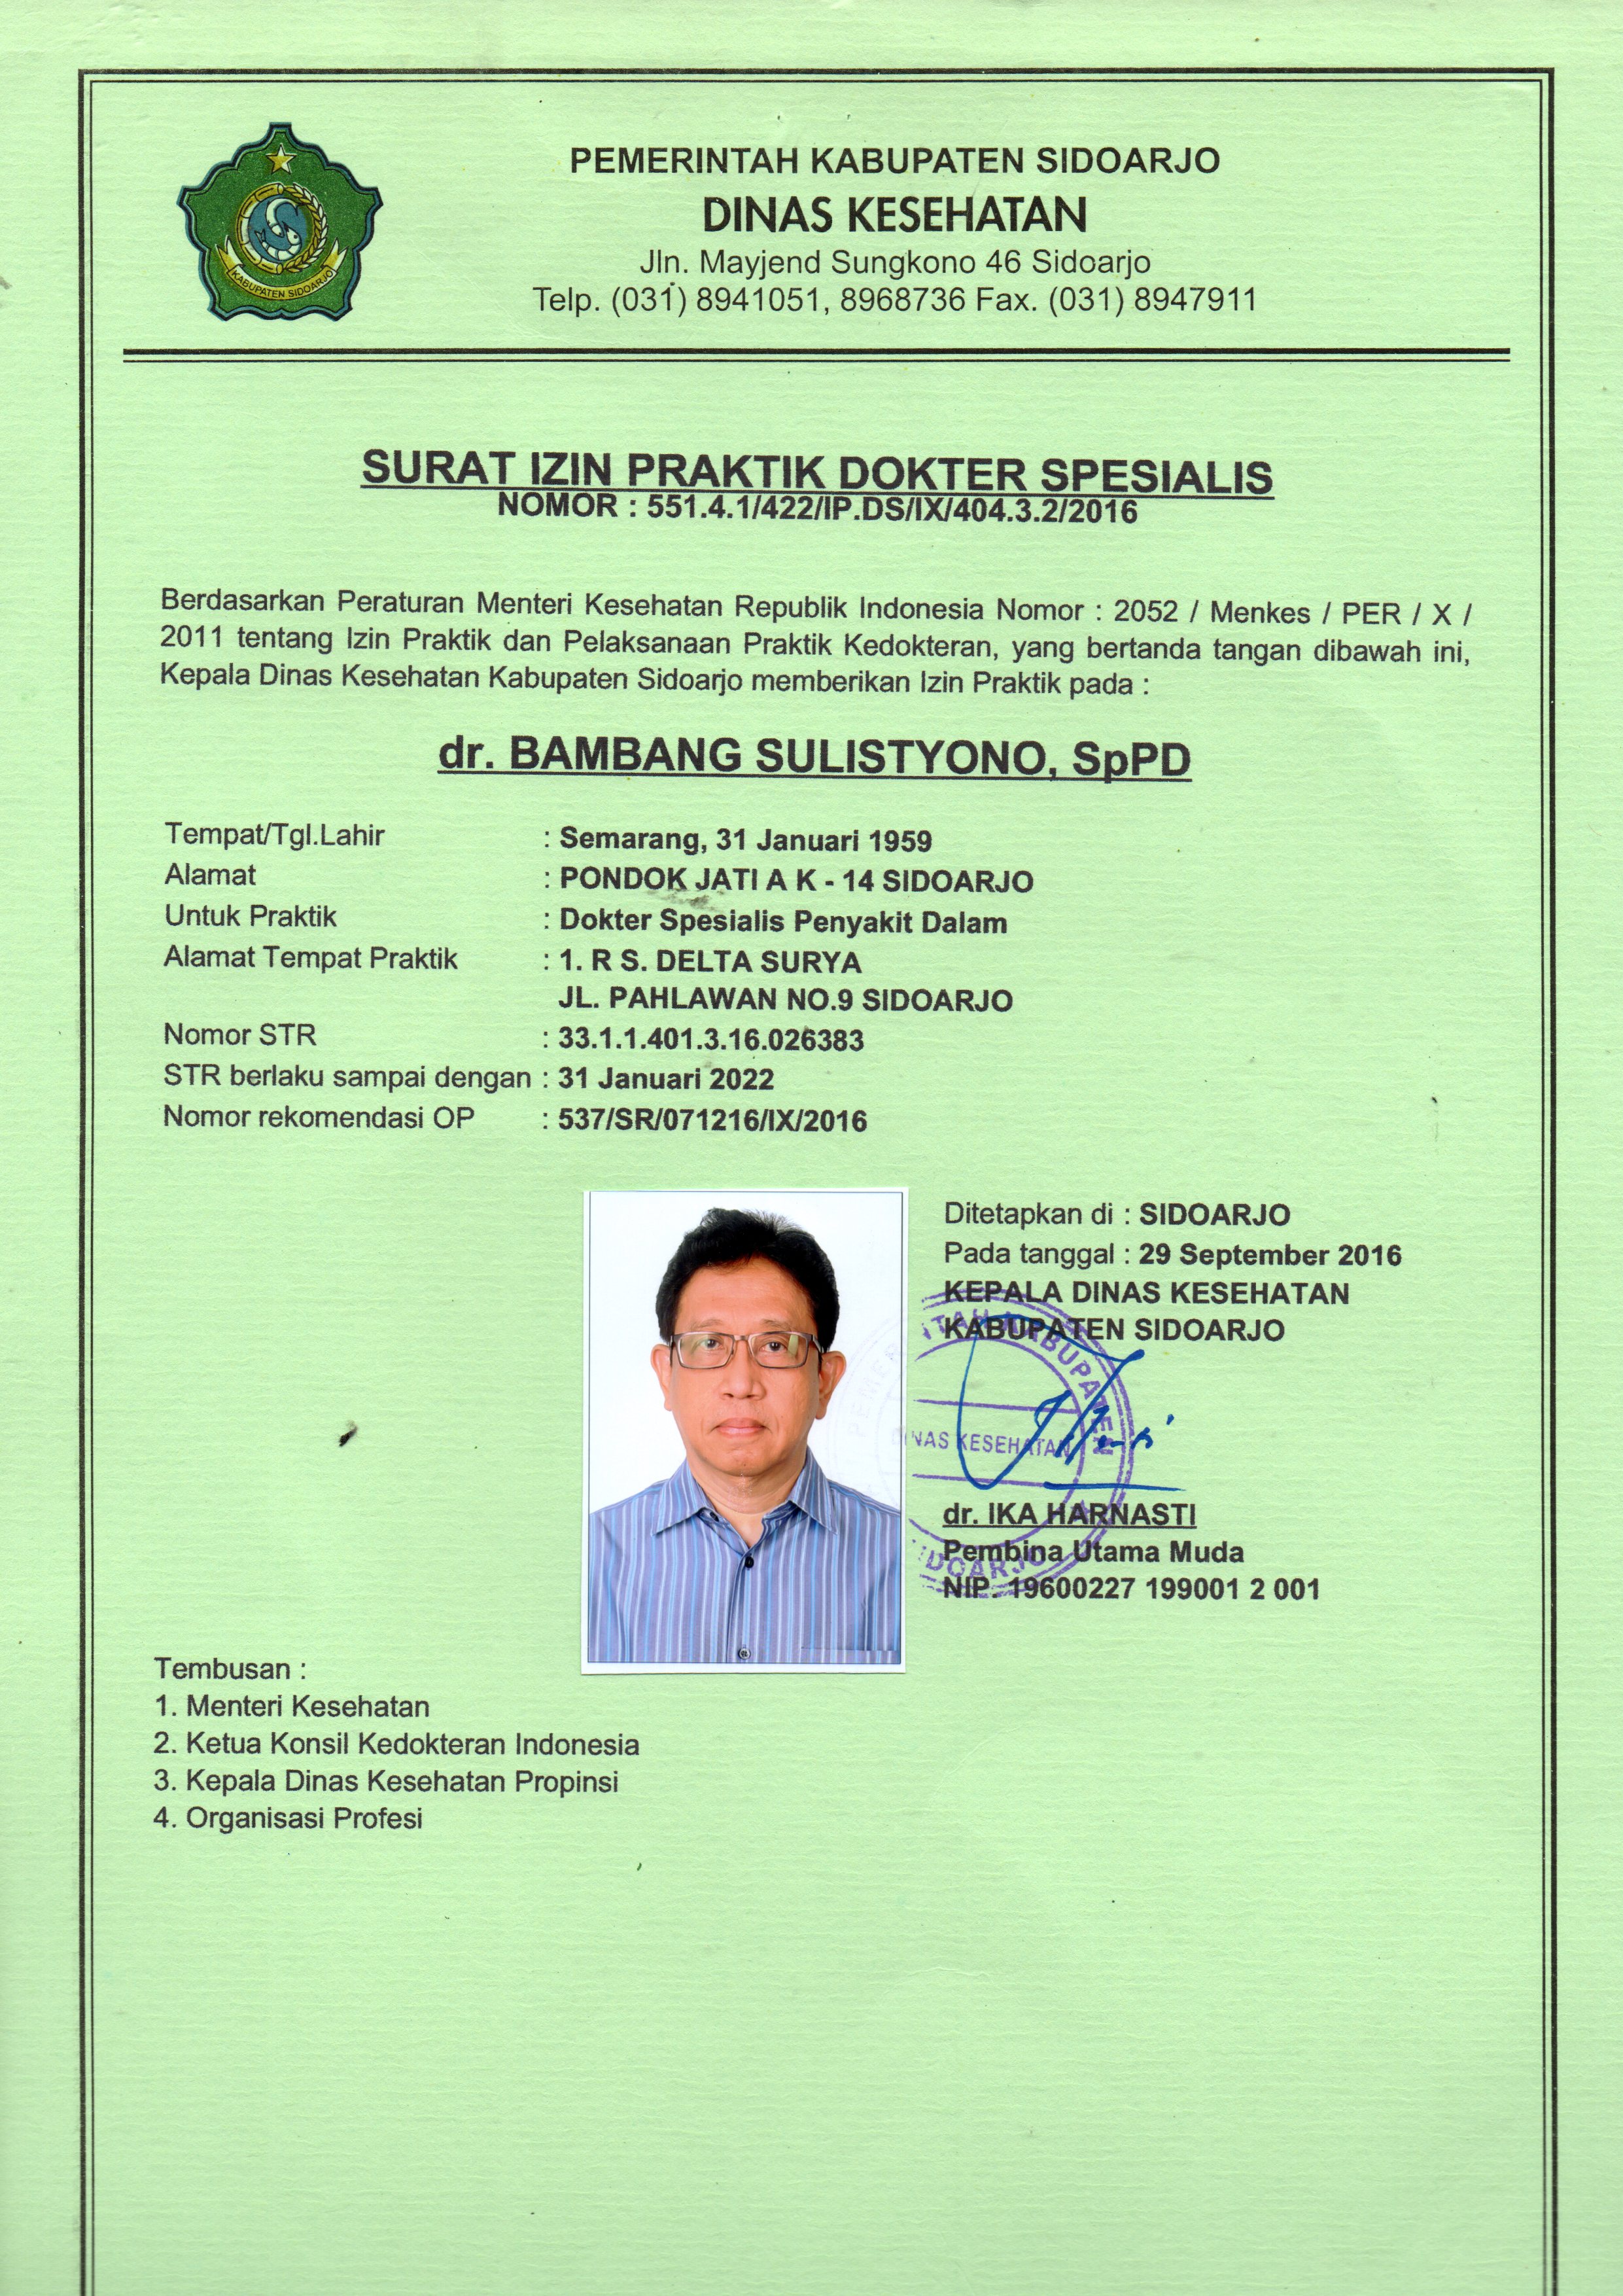 PEMERINTAH KABUPATEN SIDOARJO
DINAS KESEHATAN
Jln. Mayjend Sungkono 46 Sidoarjo
Telp. (031) 8941051, 8968736 Fax. (031) 8947911
KABUPATEN SIDOARJO
SURAT IZIN PRAKTIK DOKTER SPESIALIS
NOMOR : 551.4.1/422/IP.DS/IX/404.3.2/2016
Berdasarkan Peraturan Menteri Kesehatan Republik Indonesia Nomor : 2052 / Menkes / PER / X /
2011 tentang Izin Praktik dan Pelaksanaan Praktik Kedokteran, yang bertanda tangan dibawah ini,
Kepala Dinas Kesehatan Kabupaten Sidoarjo memberikan Izin Praktik pada :
dr. BAMBANG SULISTYONO, SpPD
Tempat/Tgl.Lahir : Semarang, 31 Januari 1959
Alamat : PONDOK JATI A K - 14 SIDOARJO
Untuk Praktik : Dokter Spesialis Penyakit Dalam
Alamat Tempat Praktik : 1. R S. DELTA SURYA
JL. PAHLAWAN NO.9 SIDOARJO
Nomor STR : 33.1.1.401.3.16.026383
STR berlaku sampai dengan : 31 Januari 2022
Nomor rekomendasi OP : 537/SR/071216/IX/2016
Ditetapkan di : SIDOARJO
Pada tanggal : 29 September 2016
KEPALA DINAS KESEHATAN
KABUPATEN SIDOARJO
DINAS KESEHATAN
dr. IKA HARNASTI
Pembina Utama Muda
NIP. 19600227 199001 2 001
Tembusan :
1. Menteri Kesehatan
2. Ketua Konsil Kedokteran Indonesia
3. Kepala Dinas Kesehatan Propinsi
4. Organisasi Profesi